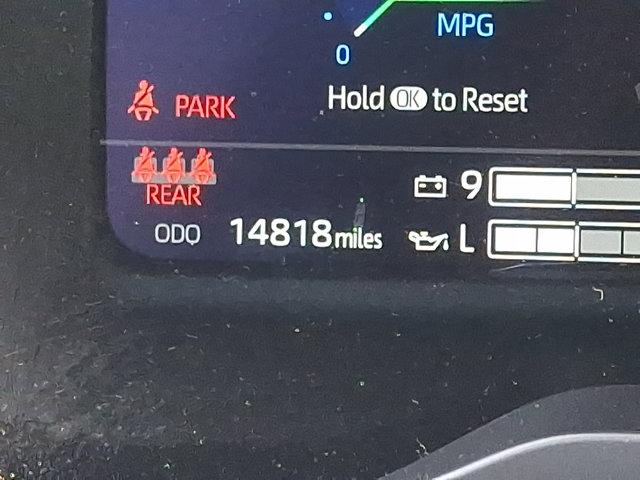 MPG
0
PARK
Hold OK to Reset
REAR
9
ODO 14818 miles
L